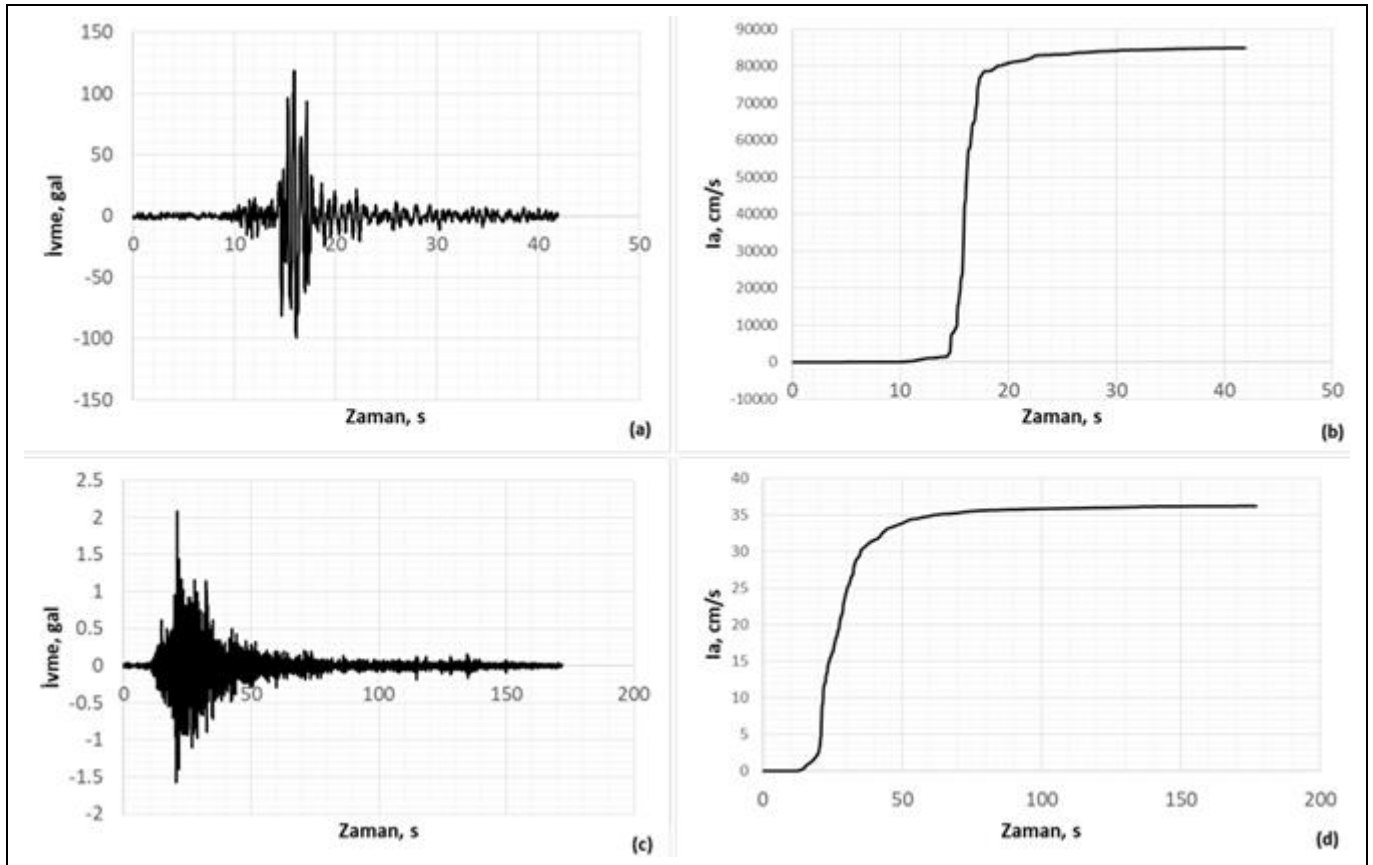 150
100
50
0
-50
-100
-150
0 10 20 30 40 50
İvme, gal
Zaman, s
(a)
90000
80000
70000
60000
50000
40000
30000
20000
10000
0
-10000
0 10 20 30 40 50
Ia, cm/s
Zaman, s
(b)
2.5
2
1.5
1
0.5
0
-0.5
-1
-1.5
-2
0 50 100 150 200
İvme, gal
Zaman, s
(c)
40
35
30
25
20
15
10
5
0
0 50 100 150 200
Ia, cm/s
Zaman, s
(d)